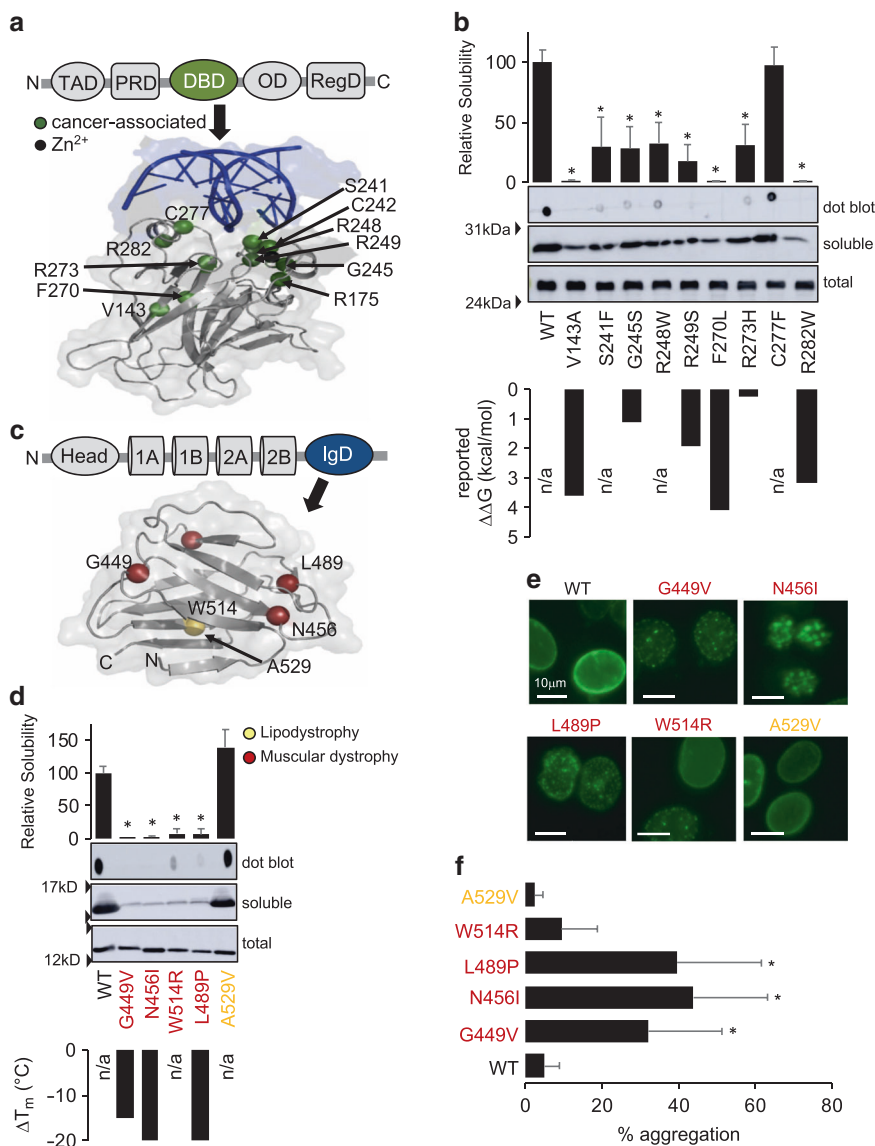 a
N TAD PRD DBD OD RegD C
cancer-associated
Zn2+
S241
C242
R248
R249
G245
R175
C277
R282
R273
F270
V143
b
Relative Solubility
100
50
0
* * * * * * * *
dot blot
31kDa
soluble
total
24kDa
WT V143A S241F G245S R248W R249S F270L R273H C277F R282W
reported
ΔΔG (kcal/mol)
0
1
2
3
4
5
n/a n/a n/a n/a
c
N Head 1A 1B 2A 2B IgD
G449
L489
W514
N456
A529
C N
d
Lipodystrophy
Muscular dystrophy
Relative Solubility
150
100
50
0
* * * *
dot blot
17kD
soluble
total
12kD
WT G449V N456I W514R L489P A529V
ΔTm (°C)
0
−10
−20
n/a n/a n/a
e
WT G449V N456I
10μm
L489P W514R A529V
f
A529V
W514R
L489P *
N456I *
G449V *
WT
0 20 40 60 80
% aggregation